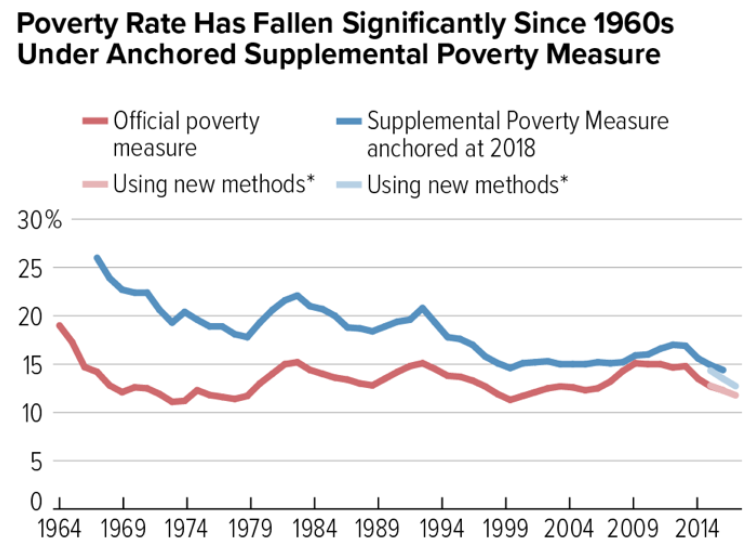 Poverty Rate Has Fallen Significantly Since 1960s
Under Anchored Supplemental Poverty Measure
Official poverty
measure
Supplemental Poverty Measure
anchored at 2018
Using new methods*
Using new methods*
30%
25
20
15
10
5
0
1964 1969 1974 1979 1984 1989 1994 1999 2004 2009 2014